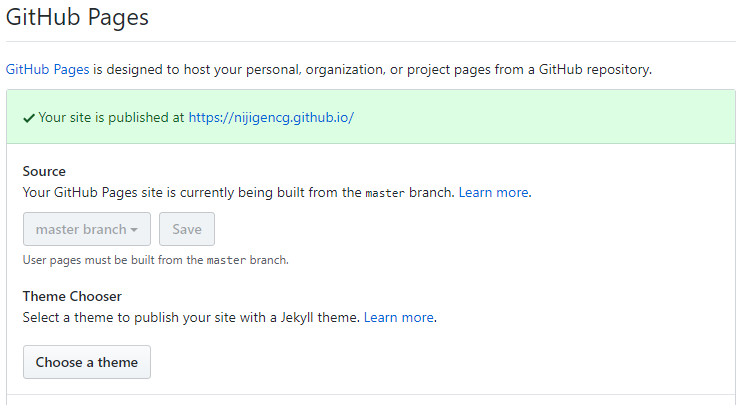 GitHub Pages
GitHub Pages is designed to host your personal, organization, or project pages from a GitHub repository.
Your site is published at https://nijigencg.github.io/
Source
Your GitHub Pages site is currently being built from the master branch. Learn more.
master branch
Save
User pages must be built from the master branch.
Theme Chooser
Select a theme to publish your site with a Jekyll theme. Learn more.
Choose a theme